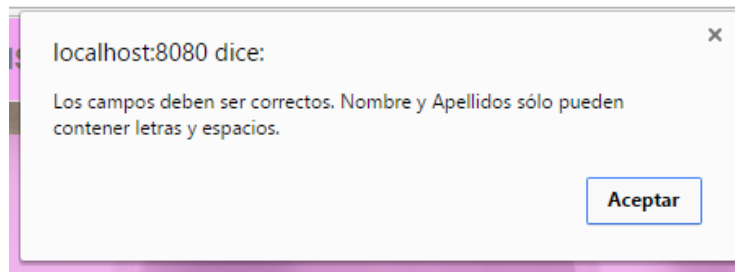 localhost:8080 dice:
Los campos deben ser correctos. Nombre y Apellidos sólo pueden
contener letras y espacios.
Aceptar